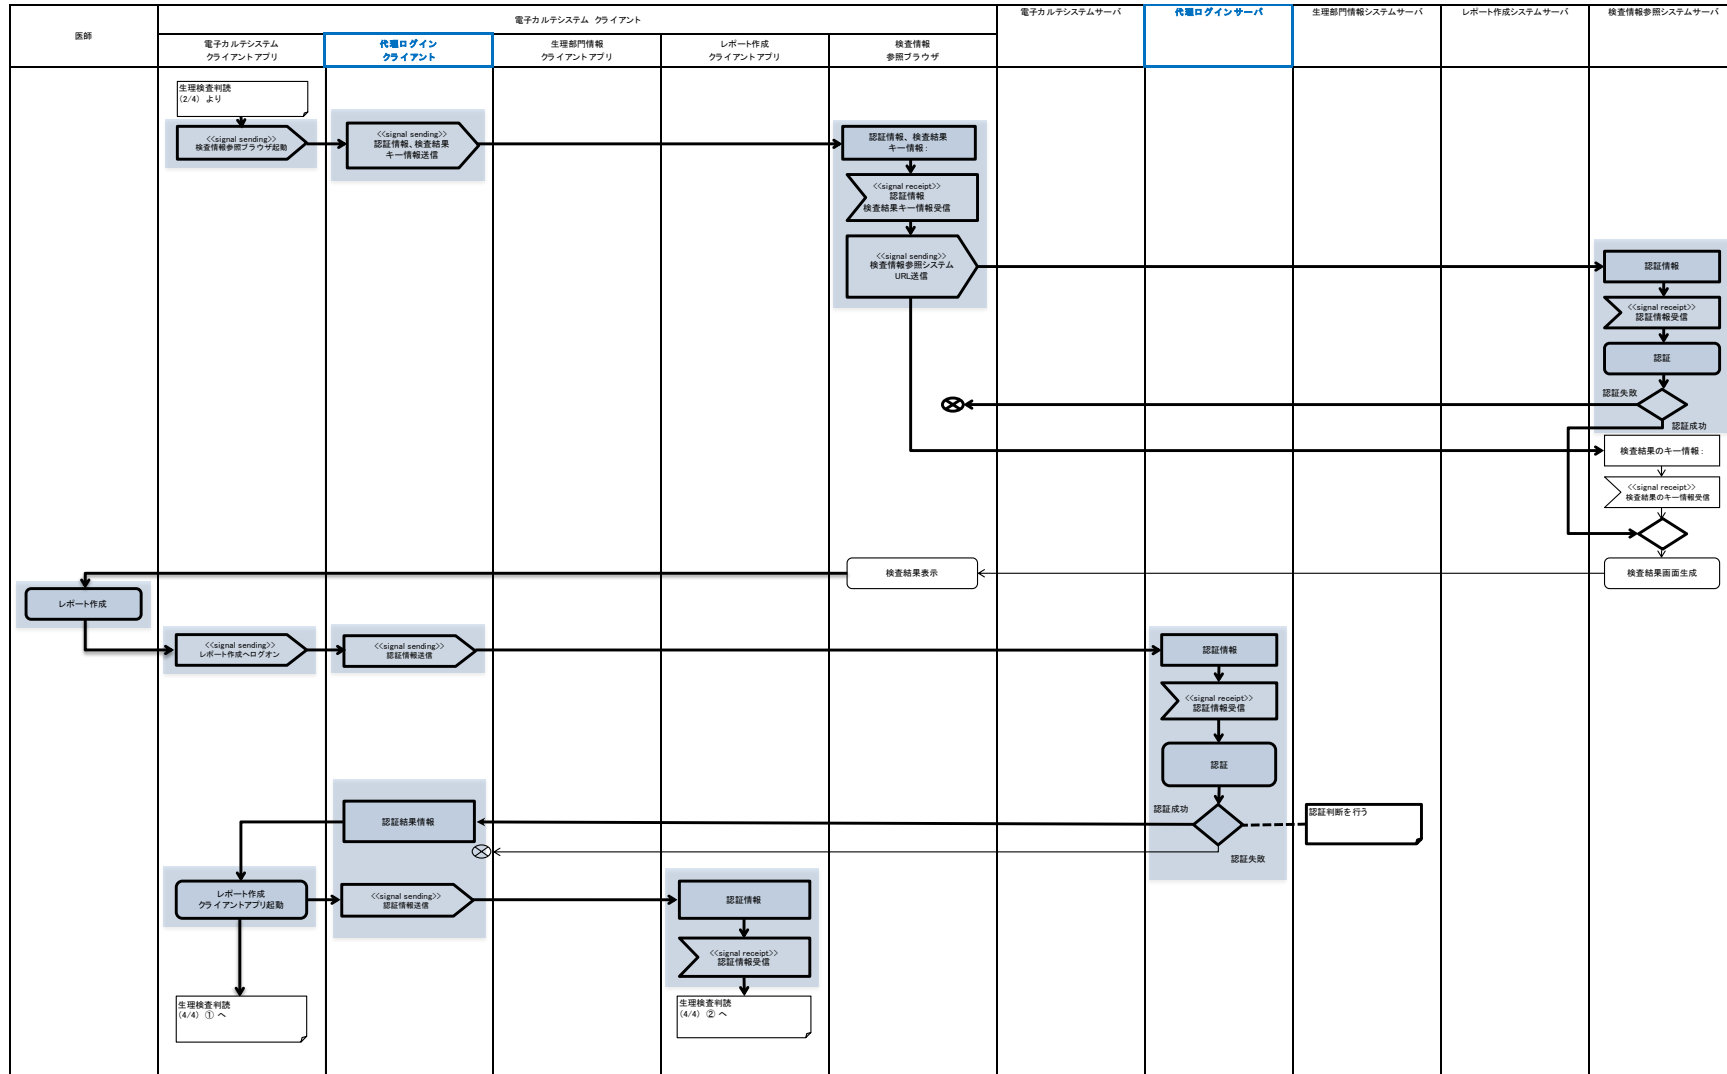 医師
電子カルテシステム クライアント
電子カルテシステムサーバ
代理ログインサーバ
生理部門情報システムサーバ
レポート作成システムサーバ
検査情報参照システムサーバ
電子カルテシステム
クライアントアプリ
代理ログイン
クライアント
生理部門情報
クライアントアプリ
レポート作成
クライアントアプリ
検査情報
参照ブラウザ
生理検査判読
(2/4) より
<<signal sending>>
検査情報参照ブラウザ起動
<<signal sending>>
認証情報、検査結果
キー情報送信
認証情報、検査結果
キー情報：
<<signal receipt>>
認証情報
検査結果キー情報受信
<<signal sending>>
検査情報参照システム
URL送信
認証情報
<<signal receipt>>
認証情報受信
認証
認証失敗
認証成功
検査結果のキー情報：
<<signal receipt>>
検査結果のキー情報受信
検査結果表示
検査結果画面生成
レポート作成
<<signal sending>>
レポート作成へログオン
<<signal sending>>
認証情報送信
認証情報
<<signal receipt>>
認証情報受信
認証
認証成功
認証判断を行う
認証失敗
認証結果情報
レポート作成
クライアントアプリ起動
<<signal sending>>
認証情報送信
認証情報
<<signal receipt>>
認証情報受信
生理検査判読
(4/4) ① へ
生理検査判読
(4/4) ② へ